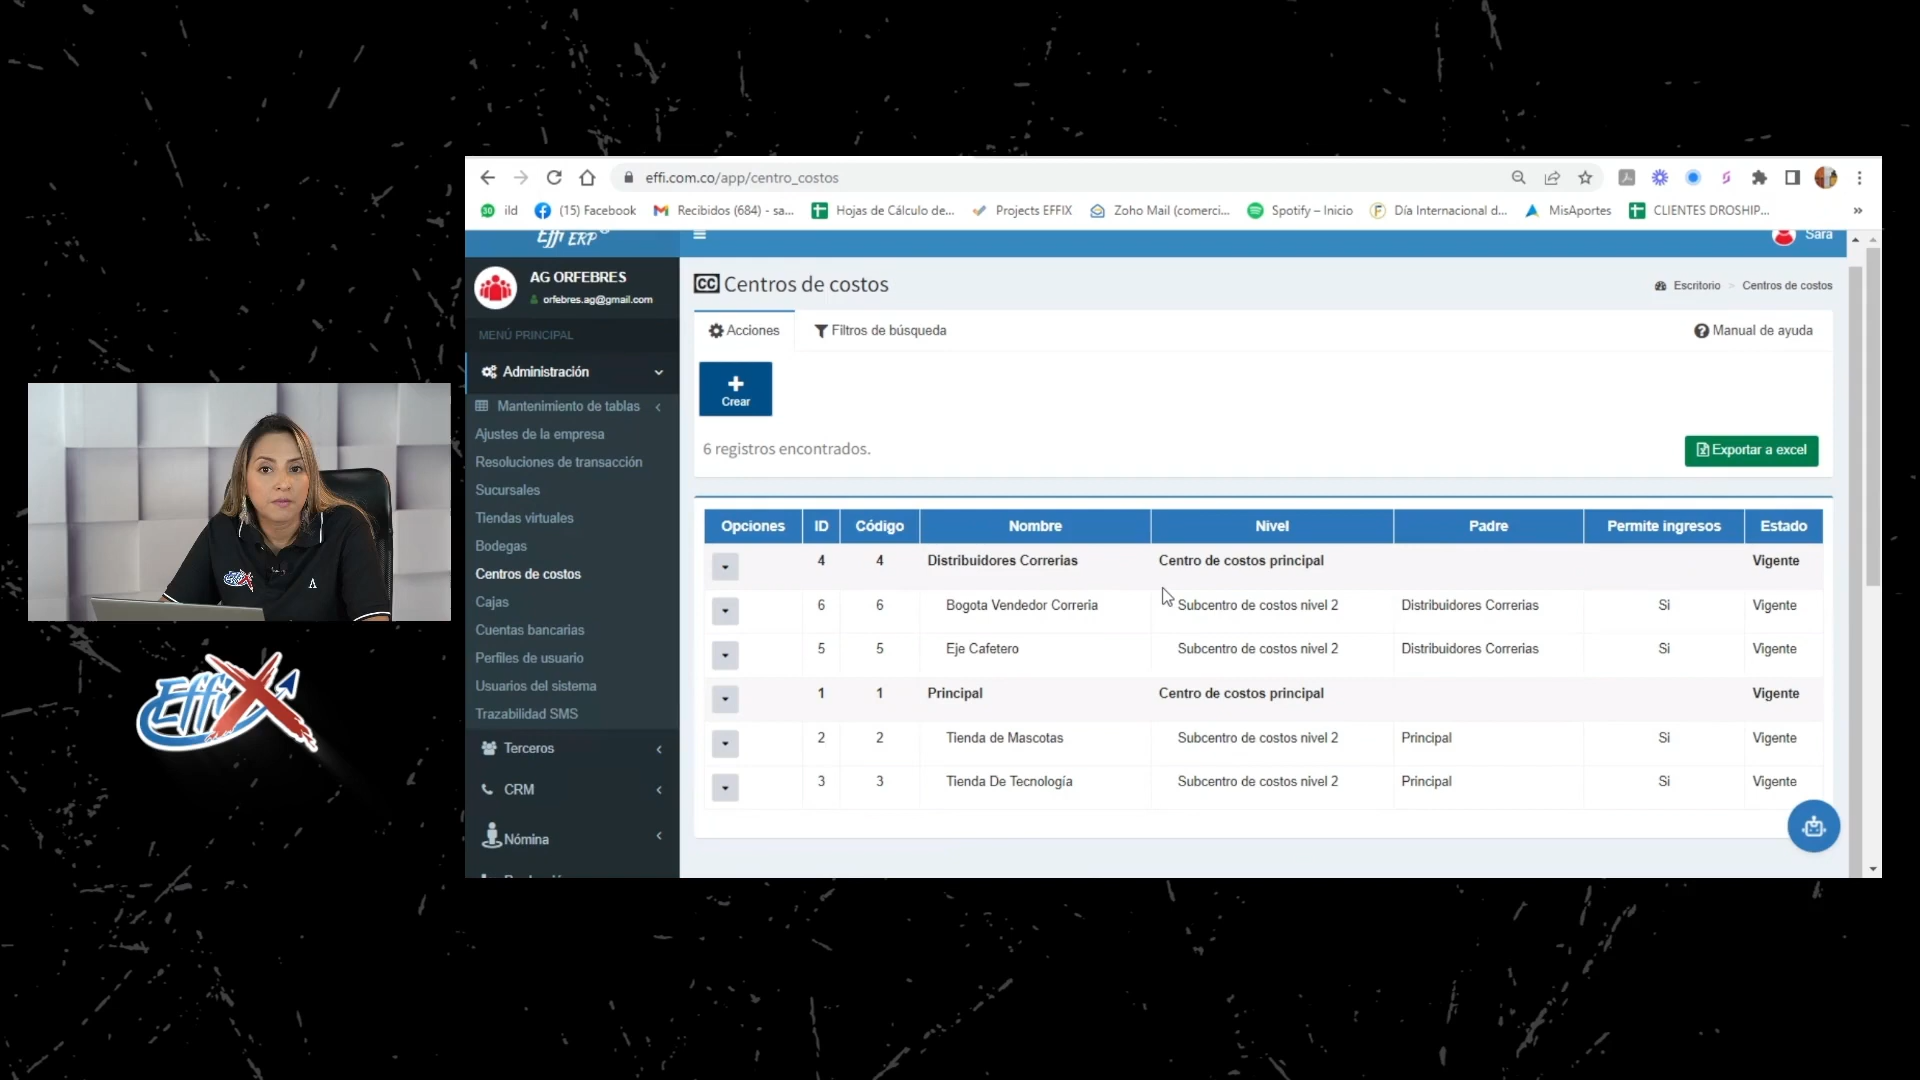 effi.com.co/app/centro_costos
ild
(15) Facebook
Recibidos (684) - sa...
Hojas de Cálculo de...
Projects EFFIX
Zoho Mail (comerci...
Spotify – Inicio
Día Internacional d...
MisAportes
CLIENTES DROSHIP...
»
Effi ERP
Sara
AG ORFEBRES
orfebres.ag@gmail.com
MENÚ PRINCIPAL
Administración
Mantenimiento de tablas
Ajustes de la empresa
Resoluciones de transacción
Sucursales
Tiendas virtuales
Bodegas
Centros de costos
Cajas
Cuentas bancarias
Perfiles de usuario
Usuarios del sistema
Trazabilidad SMS
Terceros
CRM
Nómina
CC Centros de costos
Escritorio > Centros de costos
Acciones
Filtros de búsqueda
Manual de ayuda
+
Crear
6 registros encontrados.
Exportar a excel
Opciones ID Código Nombre Nivel Padre Permite ingresos Estado
4 4 Distribuidores Correrias Centro de costos principal Vigente
6 6 Bogota Vendedor Correria Subcentro de costos nivel 2 Distribuidores Correrias Si Vigente
5 5 Eje Cafetero Subcentro de costos nivel 2 Distribuidores Correrias Si Vigente
1 1 Principal Centro de costos principal Vigente
2 2 Tienda de Mascotas Subcentro de costos nivel 2 Principal Si Vigente
3 3 Tienda De Tecnología Subcentro de costos nivel 2 Principal Si Vigente
EffiX